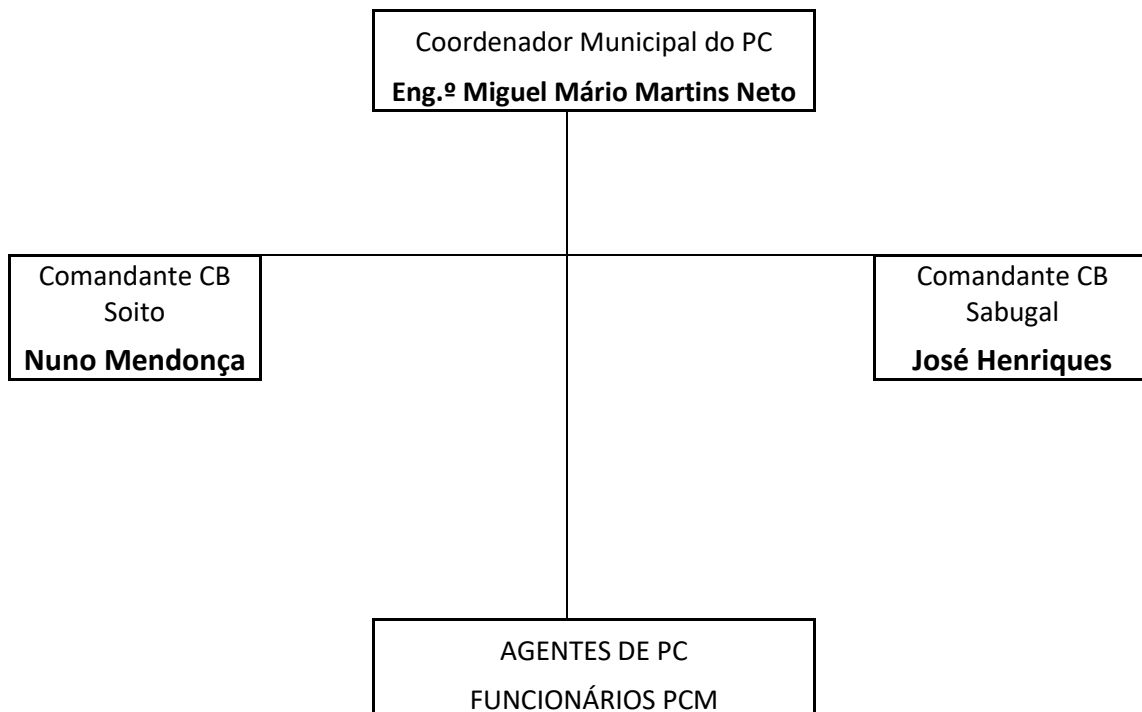 Coordenador Municipal do PC
Eng.º Miguel Mário Martins Neto
Comandante CB
Soito
Nuno Mendonça
Comandante CB
Sabugal
José Henriques
AGENTES DE PC
FUNCIONÁRIOS PCM